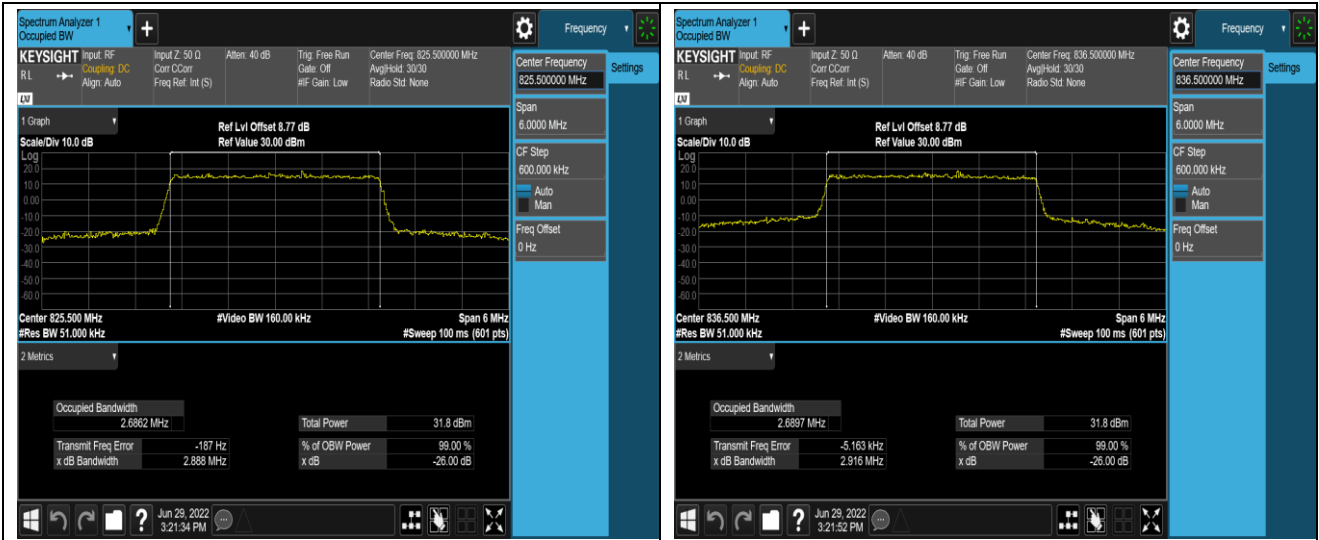 Spectrum Analyzer 1
Occupied BW
+
Frequency
KEYSIGHT
RL
LXI
Input: RF
Coupling: DC
Align: Auto
Input Z: 50 Ω
Corr CCorr
Freq Ref: Int (S)
Atten: 40 dB
Trig: Free Run
Gate: Off
#IF Gain: Low
Center Freq: 825.500000 MHz
Avg|Hold: 30/30
Radio Std: None
Center Frequency
825.500000 MHz
Settings
Span
6.0000 MHz
CF Step
600.000 kHz
Auto
Man
Freq Offset
0 Hz
1 Graph
Ref Lvl Offset 8.77 dB
Scale/Div 10.0 dB
Ref Value 30.00 dBm
Log
20.0
10.0
0.00
-10.0
-20.0
-30.0
-40.0
-50.0
-60.0
Center 825.500 MHz
#Video BW 160.00 kHz
Span 6 MHz
#Res BW 51.000 kHz
#Sweep 100 ms (601 pts)
2 Metrics
Occupied Bandwidth
2.6862 MHz
Total Power 31.8 dBm
Transmit Freq Error -187 Hz
% of OBW Power 99.00 %
x dB Bandwidth 2.888 MHz
x dB -26.00 dB
?
Jun 29, 2022
3:21:34 PM
Spectrum Analyzer 1
Occupied BW
+
Frequency
KEYSIGHT
RL
LXI
Input: RF
Coupling: DC
Align: Auto
Input Z: 50 Ω
Corr CCorr
Freq Ref: Int (S)
Atten: 40 dB
Trig: Free Run
Gate: Off
#IF Gain: Low
Center Freq: 836.500000 MHz
Avg|Hold: 30/30
Radio Std: None
Center Frequency
836.500000 MHz
Settings
Span
6.0000 MHz
CF Step
600.000 kHz
Auto
Man
Freq Offset
0 Hz
1 Graph
Ref Lvl Offset 8.77 dB
Scale/Div 10.0 dB
Ref Value 30.00 dBm
Log
20.0
10.0
0.00
-10.0
-20.0
-30.0
-40.0
-50.0
-60.0
Center 836.500 MHz
#Video BW 160.00 kHz
Span 6 MHz
#Res BW 51.000 kHz
#Sweep 100 ms (601 pts)
2 Metrics
Occupied Bandwidth
2.6897 MHz
Total Power 31.8 dBm
Transmit Freq Error -5.163 kHz
% of OBW Power 99.00 %
x dB Bandwidth 2.916 MHz
x dB -26.00 dB
?
Jun 29, 2022
3:21:52 PM